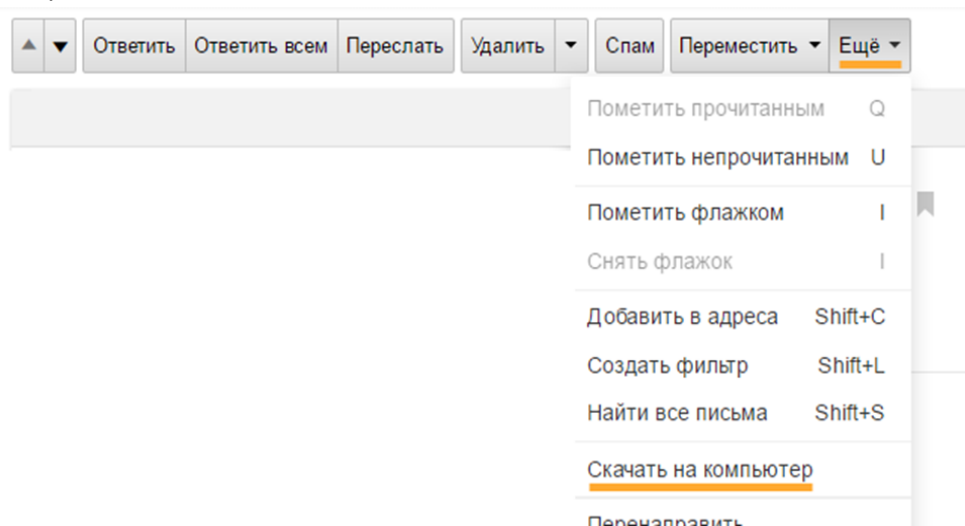 Ответить Ответить всем Переслать Удалить Спам Переместить Ещё
Пометить прочитанным Q
Пометить непрочитанным U
Пометить флажком I
Снять флажок I
Добавить в адреса Shift+C
Создать фильтр Shift+L
Найти все письма Shift+S
Скачать на компьютер
Перенаправить